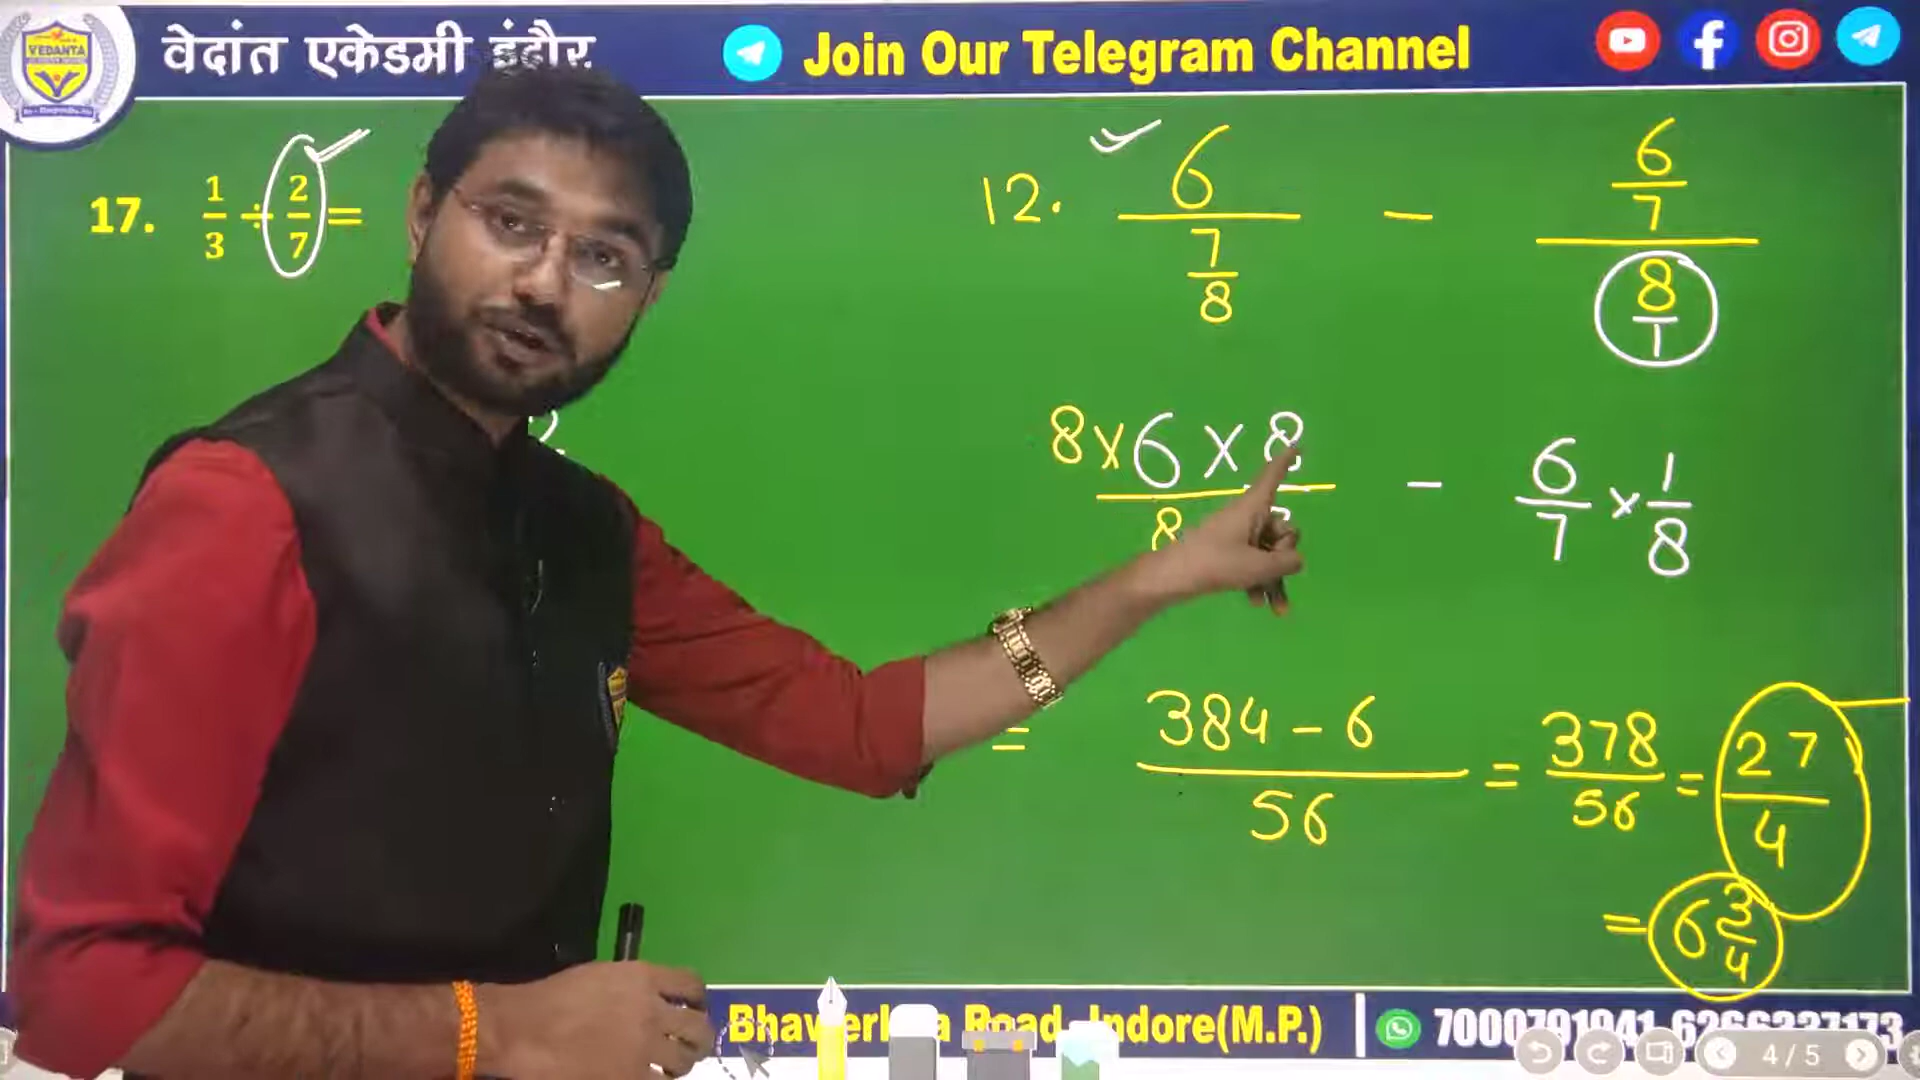 VEDANTA
वेदांत एकेडमी इंदौर
Join Our Telegram Channel
17. 1/3 ÷ 2/7 =
12. 6/(7/8) - (6/7)/(8/1)
8×6×8/8 - 6/7 × 1/8
= 384 - 6/56 = 378/56 = 27/4
= 6 3/4
Road, Indore(M.P.)
4 / 5